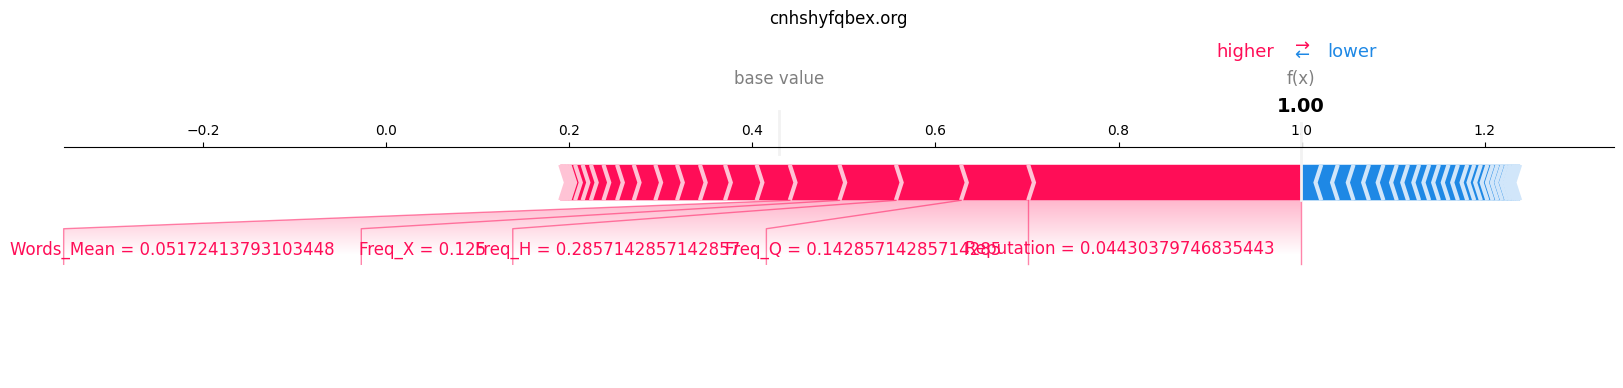 cnhshyfqbex.org
higher ⇄ lower
base value f(x)
1.00
−0.2 0.0 0.2 0.4 0.6 0.8 1.0 1.2
Words_Mean = 0.05172413793103448 Freq_X = 0.125 Freq_H = 0.2857142857142857 Freq_Q = 0.14285714285714285 Reputation = 0.04430379746835443